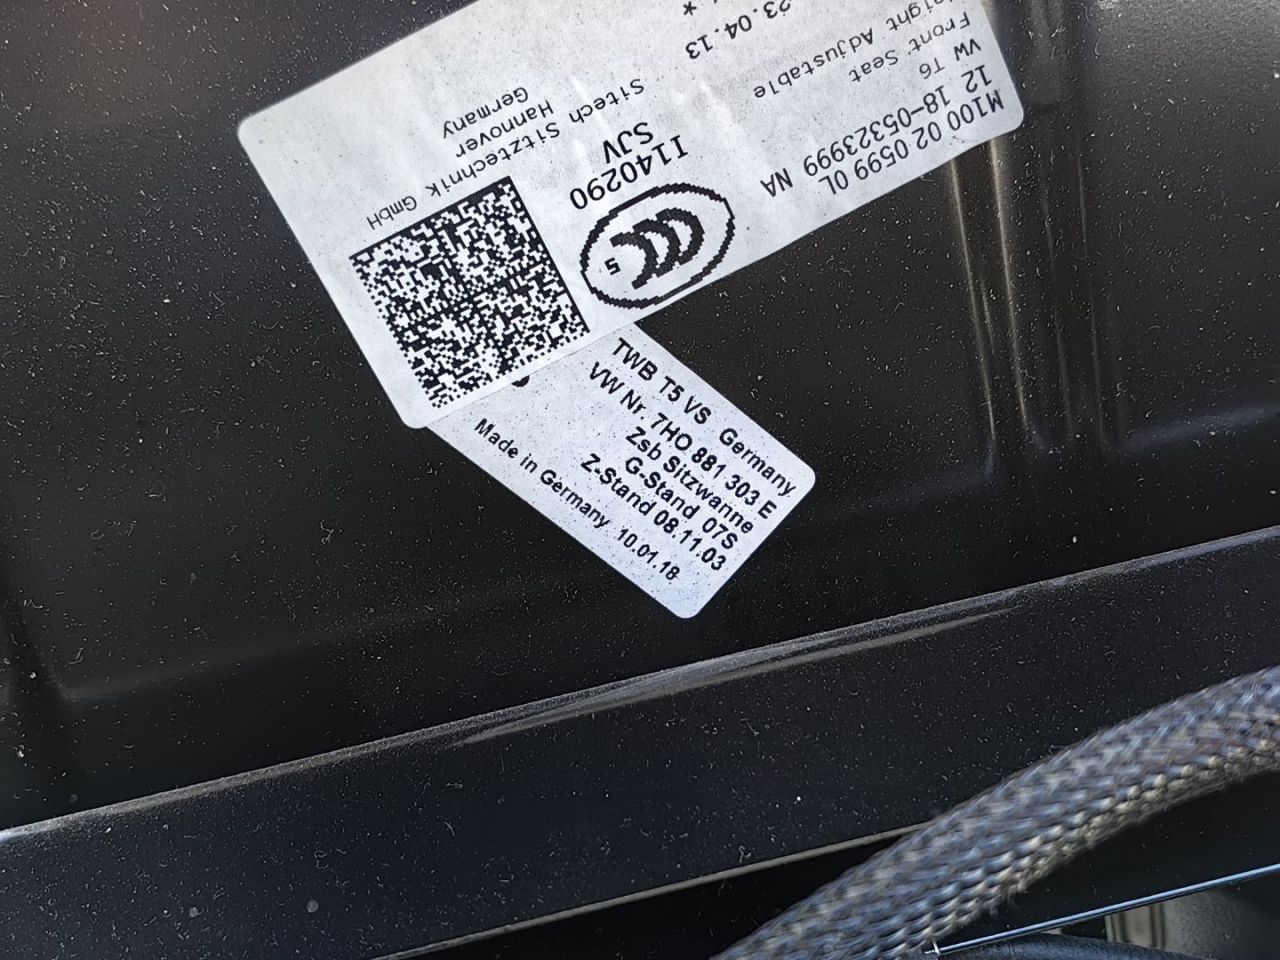 M100 02 0599 0L
12 18-05323999 NA
VW T6
Front Seat
Adjustable
23.04.13
*
I140290
SJV
S
Sitech Sitztechnik GmbH
Hannover
Germany
TWB T5 VS Germany
VW Nr. 7HO 881 303 E
Zsb Sitzwanne
G-Stand 07S
Z-Stand 08.11.03
Made in Germany 10.01.18